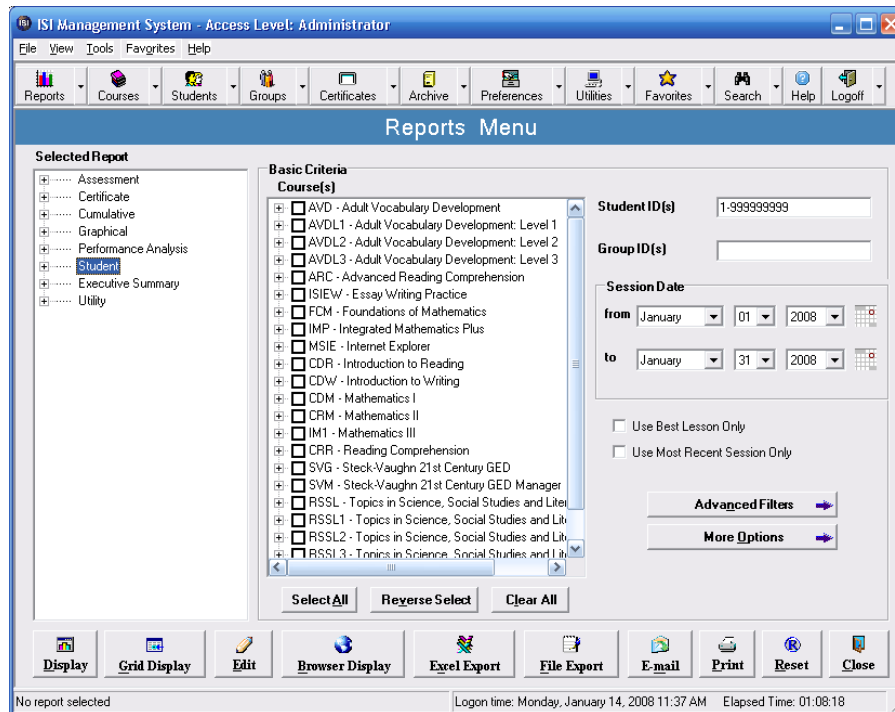 ISI Management System - Access Level: Administrator
File View Tools Favorites Help
Reports Courses Students Groups Certificates Archive Preferences Utilities Favorites Search Help Logoff
Reports Menu
Selected Report
Assessment
Certificate
Cumulative
Graphical
Performance Analysis
Student
Executive Summary
Utility
Basic Criteria
Course(s)
AVD - Adult Vocabulary Development
AVDL1 - Adult Vocabulary Development: Level 1
AVDL2 - Adult Vocabulary Development: Level 2
AVDL3 - Adult Vocabulary Development: Level 3
ARC - Advanced Reading Comprehension
ISIEW - Essay Writing Practice
FCM - Foundations of Mathematics
IMP - Integrated Mathematics Plus
MSIE - Internet Explorer
CDR - Introduction to Reading
CDW - Introduction to Writing
CDM - Mathematics I
CRM - Mathematics II
IM1 - Mathematics III
CRR - Reading Comprehension
SVG - Steck-Vaughn 21st Century GED
SVM - Steck-Vaughn 21st Century GED Manager
RSSL - Topics in Science, Social Studies and Liter
RSSL1 - Topics in Science, Social Studies and Lite
RSSL2 - Topics in Science, Social Studies and Lite
RSSL3 - Topics in Science, Social Studies and Lite
Select All Reverse Select Clear All
Student ID(s) 1-999999999
Group ID(s)
Session Date
from January 01 2008
to January 31 2008
Use Best Lesson Only
Use Most Recent Session Only
Advanced Filters
More Options
Display Grid Display Edit Browser Display Excel Export File Export E-mail Print Reset Close
No report selected Logon time: Monday, January 14, 2008 11:37 AM Elapsed Time: 01:08:18